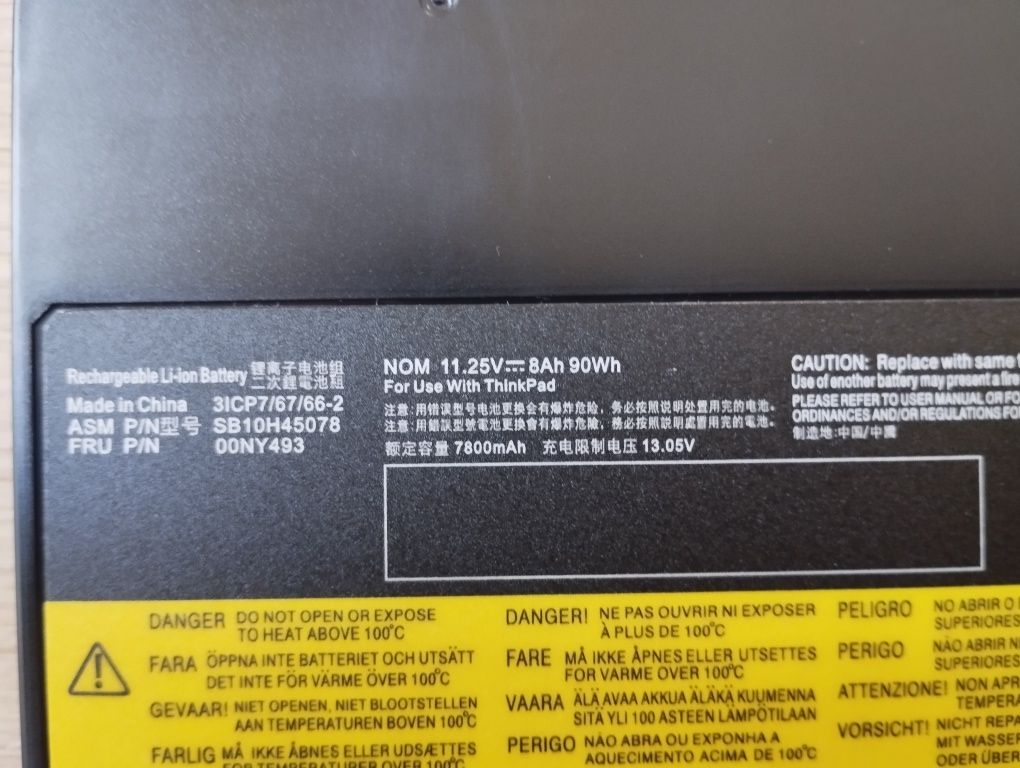 Rechargeable Li-ion Battery 锂离子电池组
二次鋰電池組
Made in China 3ICP7/67/66-2
ASM P/N型号 SB10H45078
FRU P/N 00NY493
NOM 11.25V⎓8Ah 90Wh
For Use With ThinkPad
注意:用错误型号电池更换会有爆炸危险,务必按照说明处置用完的电池。
注意:用錯誤型號電池更換會有爆炸危險,務必按照説明處置用完的電池。
额定容量 7800mAh 充电限制电压 13.05V
CAUTION: Replace with same
Use of enother battery may present a fire
PLEASE REFER TO USER MANUAL OR
ORDINANCES AND/OR REGULATIONS
制造地:中国/中國
DANGER DO NOT OPEN OR EXPOSE
TO HEAT ABOVE 100°C
FARA ÖPPNA INTE BATTERIET OCH UTSÄTT
DET INTE FÖR VÄRME ÖVER 100°C
GEVAAR! NIET OPENEN, NIET BLOOTSTELLEN
AAN TEMPERATUREN BOVEN 100°C
FARLIG MÅ IKKE ÅBNES ELLER UDSÆTTES
FOR TEMPERATURER OVER 100°C
DANGER! NE PAS OUVRIR NI EXPOSER
À PLUS DE 100°C
FARE MÅ IKKE ÅPNES ELLER UTSETTES
FOR VARME OVER 100°C
VAARA ÄLÄ AVAA AKKUA ÄLÄKÄ KUUMENNA
SITÄ YLI 100 ASTEEN LÄMPÖTILAAN
PERIGO NÃO ABRA OU EXPONHA A
AQUECIMENTO ACIMA DE 100°C
PELIGRO NO ABRIR O
SUPERIORES
PERIGO NÃO ABRIR NI
SUPERIORES
ATTENZIONE! NON APR
TEMPERA
VORSICHT! NICHT REPA
MIT WASSER
ODER ÜBER